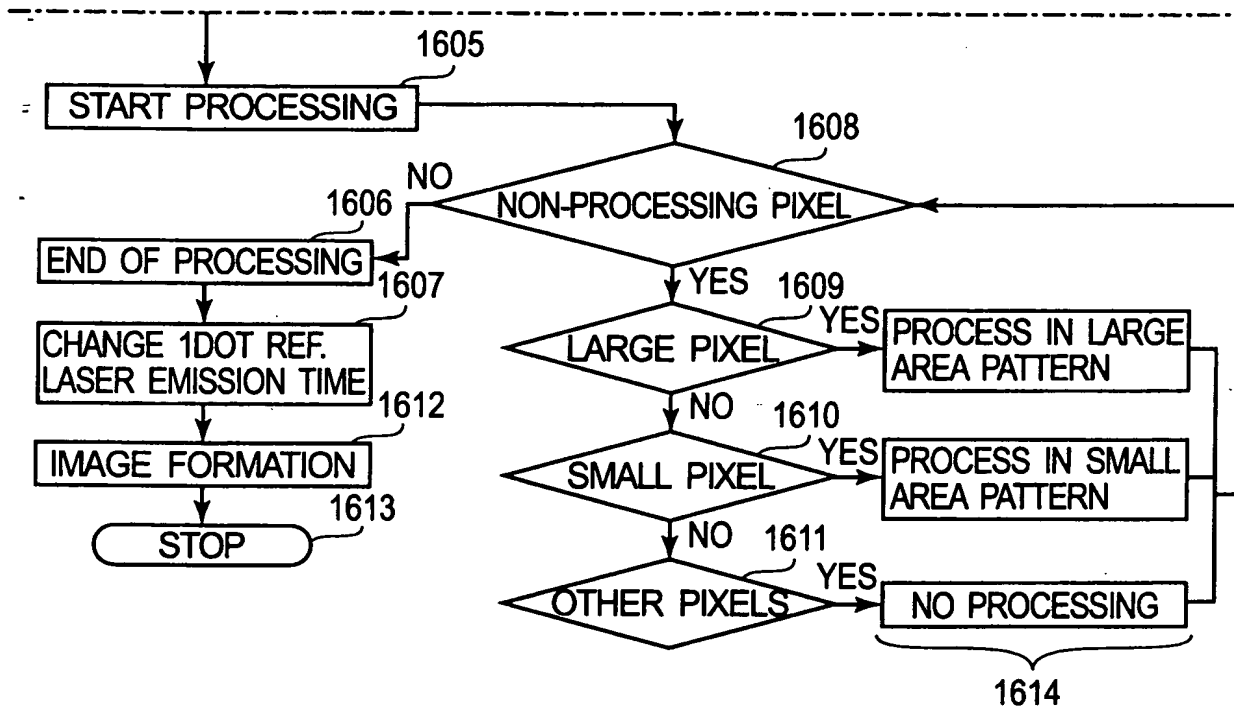 1605
START PROCESSING
1608
NO
NON-PROCESSING PIXEL
1606
END OF PROCESSING
YES
1607
1609
CHANGE 1DOT REF.
LASER EMISSION TIME
LARGE PIXEL
YES
PROCESS IN LARGE
AREA PATTERN
NO
1612
1610
IMAGE FORMATION
SMALL PIXEL
YES
PROCESS IN SMALL
AREA PATTERN
1613
STOP
NO
1611
OTHER PIXELS
YES
NO PROCESSING
1614